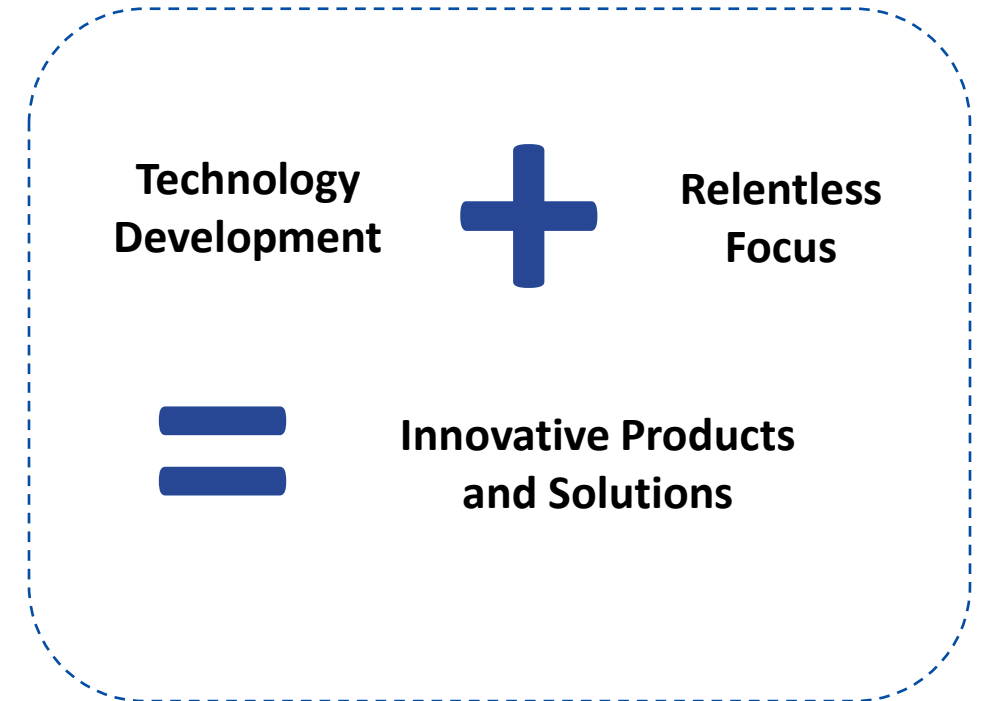 Technology
Development
+
Relentless
Focus
=
Innovative Products
and Solutions